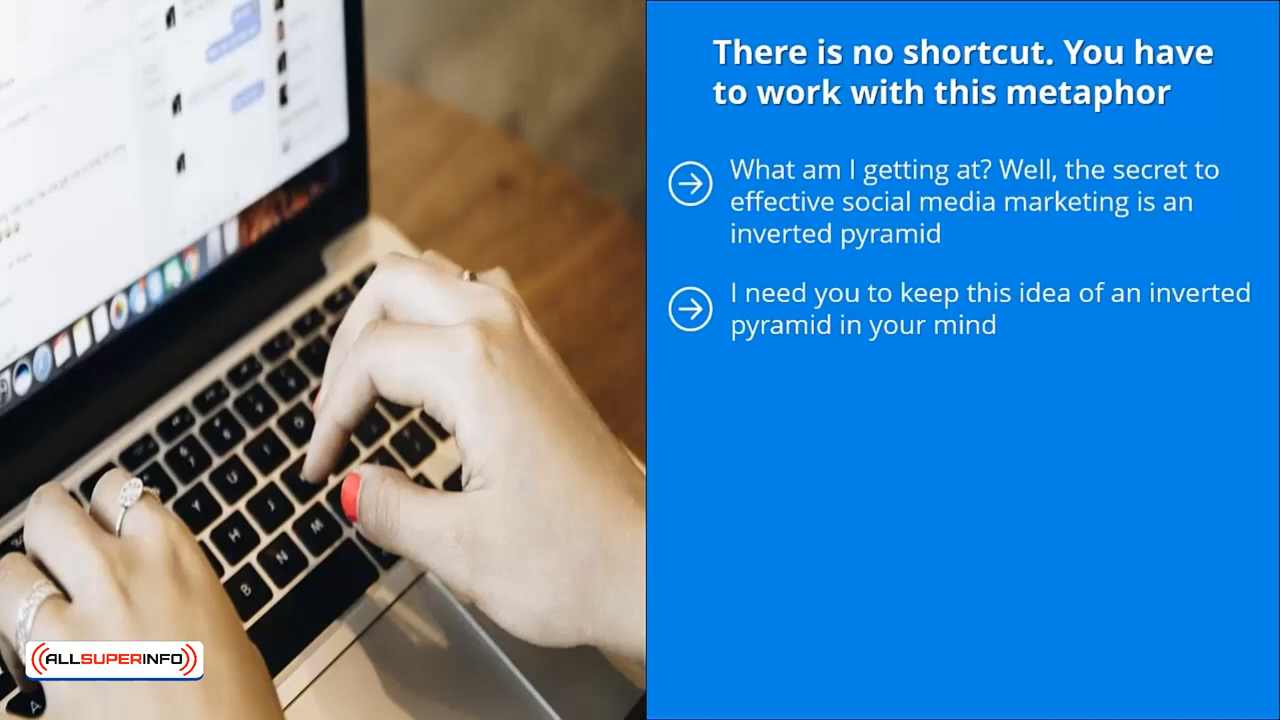 There is no shortcut. You have
to work with this metaphor
What am I getting at? Well, the secret to
effective social media marketing is an
inverted pyramid
I need you to keep this idea of an inverted
pyramid in your mind
Y
U
H
J
B
N
M
A
ALLSUPERINFO